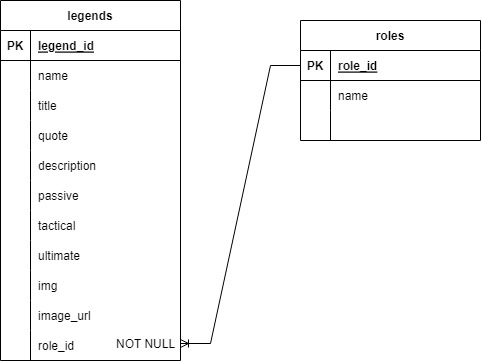 legends
PK legend_id
name
title
quote
description
passive
tactical
ultimate
img
image_url
role_id NOT NULL
roles
PK role_id
name